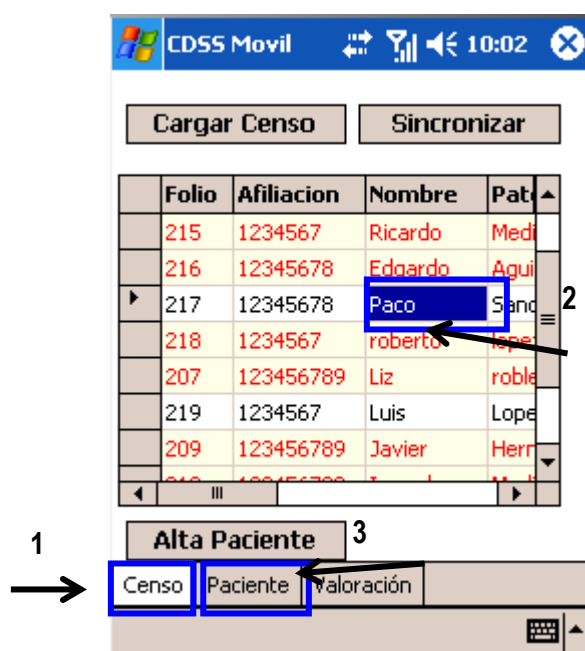 CDSS Movil 10:02
Cargar Censo Sincronizar
Folio Afiliacion Nombre
215 1234567 Ricardo
216 12345678 Edgardo
217 12345678 Paco 2
218 1234567 roberto
207 123456789 Liz
219 1234567 Luis
209 123456789 Javier
Alta Paciente 3
1
Censo Paciente Valoración